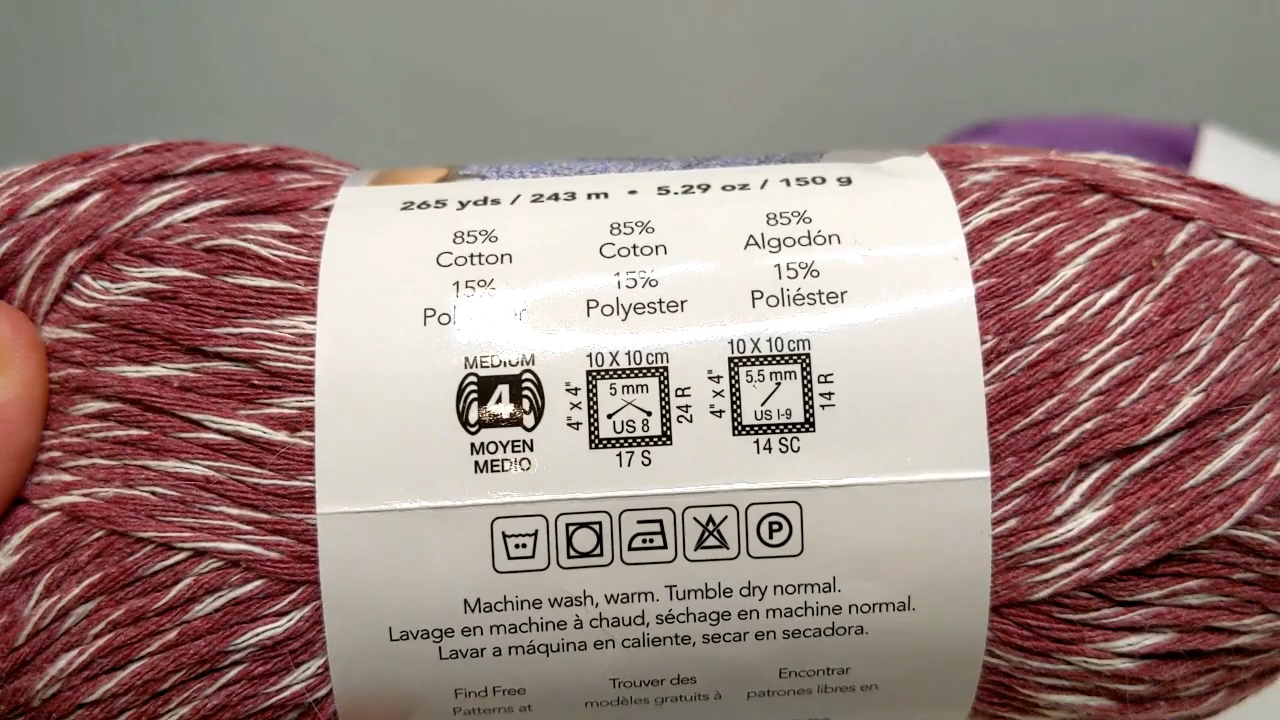 265 yds / 243 m • 5.29 oz / 150 g
85%
Cotton
15%
85%
Coton
15%
Polyester
85%
Algodón
15%
Poliéster
MEDIUM
4
MOYEN
MEDIO
10 X 10 cm
4" x 4"
5 mm
US 8
24 R
17 S
10 X 10 cm
4" x 4"
5.5 mm
US I-9
14 R
14 SC
P
Machine wash, warm. Tumble dry normal.
Lavage en machine à chaud, séchage en machine normal.
Lavar a máquina en caliente, secar en secadora.
Find Free
Patterns at
Trouver des
modèles gratuits à
Encontrar
patrones libres en